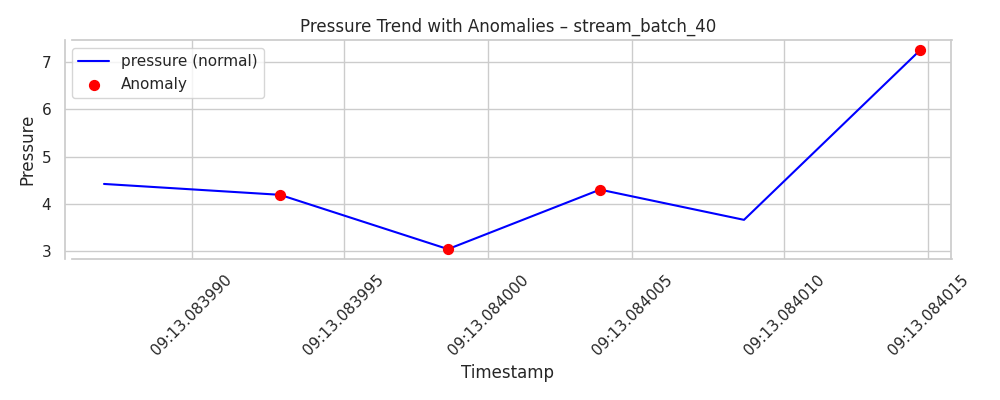 Pressure Trend with Anomalies – stream_batch_40
pressure (normal)
Anomaly
Pressure
7
6
5
4
3
09:13.083990
09:13.083995
09:13.084000
09:13.084005
09:13.084010
09:13.084015
Timestamp